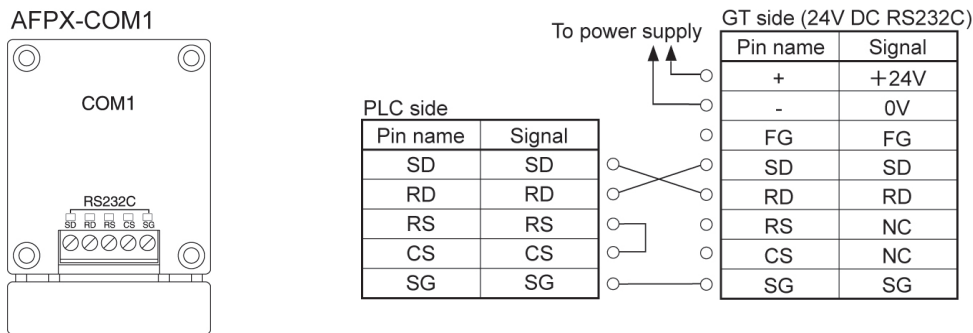 AFPX-COM1
COM1
RS232C
SD RD RS CS SG
To power supply
PLC side
Pin name Signal
SD SD
RD RD
RS RS
CS CS
SG SG
GT side (24V DC RS232C)
Pin name Signal
+ +24V
- 0V
FG FG
SD SD
RD RD
RS NC
CS NC
SG SG